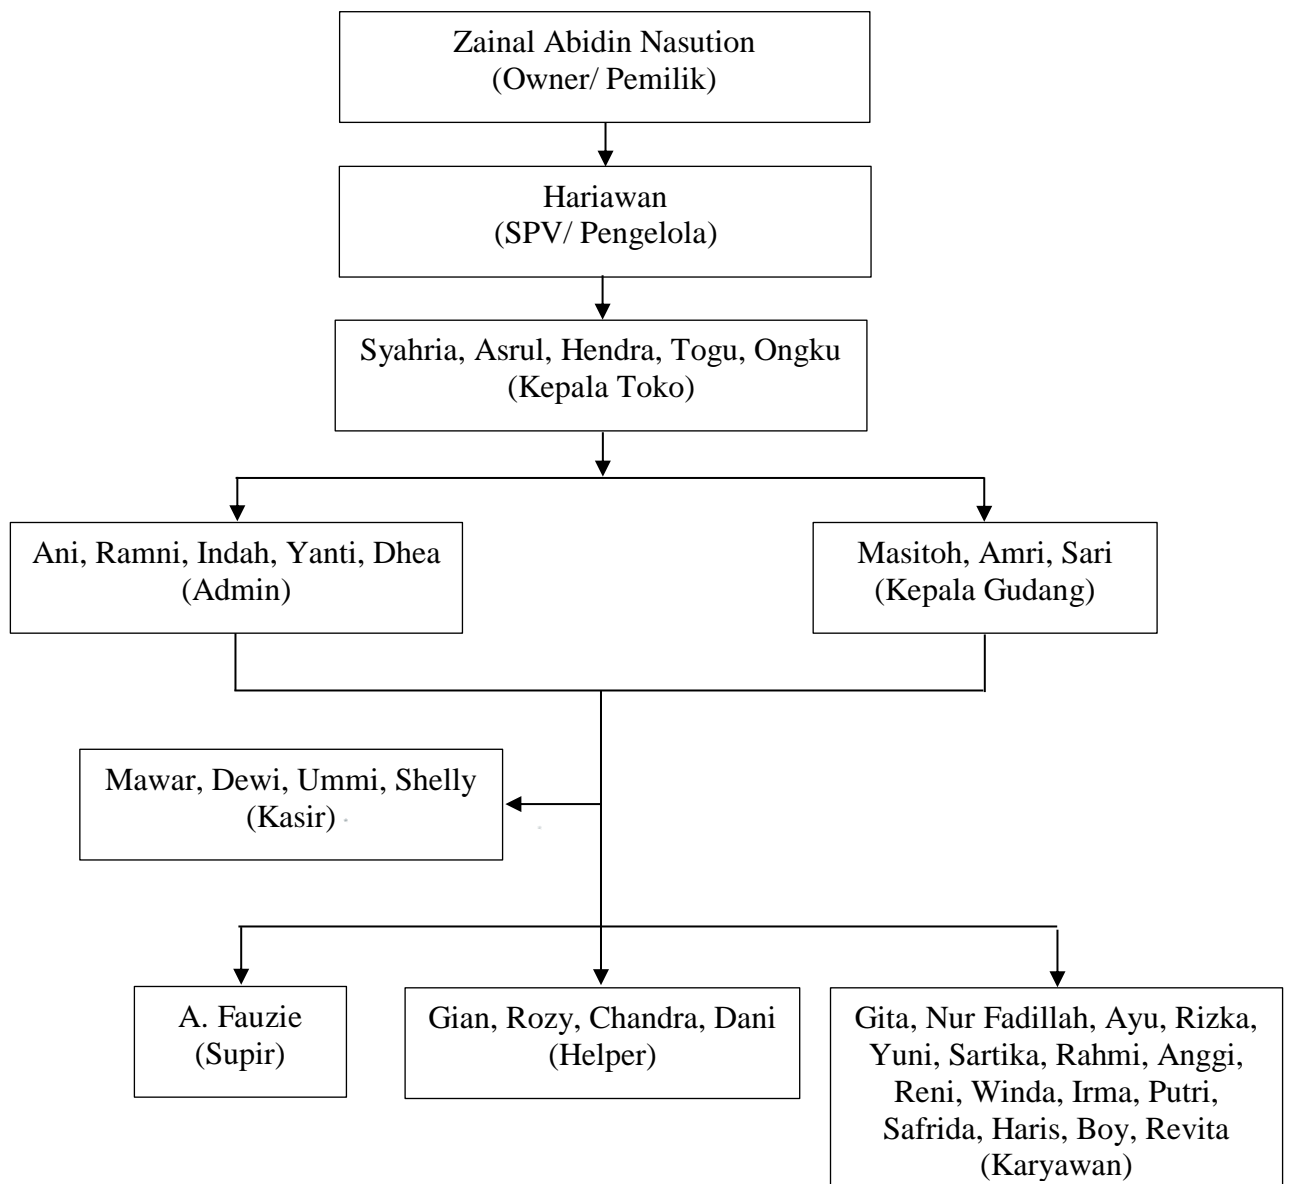 Zainal Abidin Nasution
(Owner/ Pemilik)
Hariawan
(SPV/ Pengelola)
Syahria, Asrul, Hendra, Togu, Ongku
(Kepala Toko)
Ani, Ramni, Indah, Yanti, Dhea
(Admin)
Masitoh, Amri, Sari
(Kepala Gudang)
Mawar, Dewi, Ummi, Shelly
(Kasir)
A. Fauzie
(Supir)
Gian, Rozy, Chandra, Dani
(Helper)
Gita, Nur Fadillah, Ayu, Rizka,
Yuni, Sartika, Rahmi, Anggi,
Reni, Winda, Irma, Putri,
Safrida, Haris, Boy, Revita
(Karyawan)